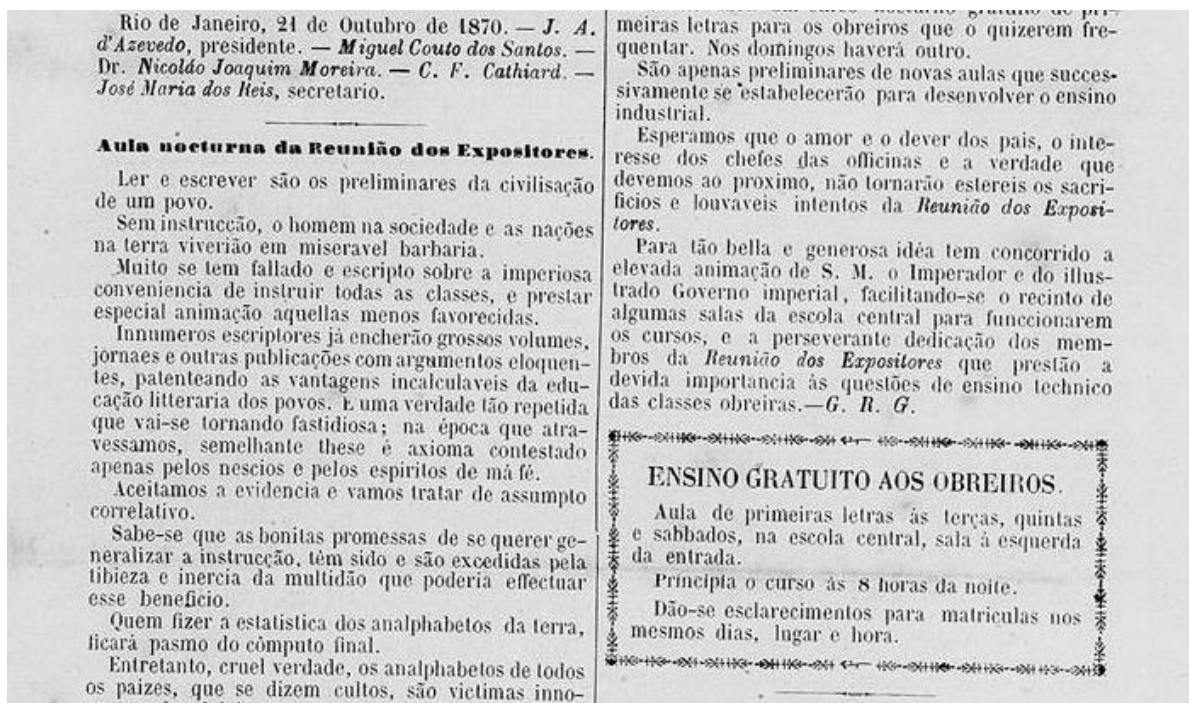 Rio de Janeiro, 21 de Outubro de 1870. — J. A.
d'Azevedo, presidente. — Miguel Couto dos Santos. —
Dr. Nicoláo Joaquim Moreira. — C. F. Cathiard. —
José Maria dos Reis, secretario.
Aula nocturna da Reunião dos Expositores.
Ler e escrever são os preliminares da civilisação
de um povo.
Sem instrucção, o homem na sociedade e as nações
na terra viverião em miseravel barbaria.
Muito se tem fallado e escripto sobre a imperiosa
conveniencia de instruir todas as classes, e prestar
especial animação aquellas menos favorecidas.
Innumeros escriptores já encherão grossos volumes,
jornaes e outras publicações com argumentos eloquen-
tes, patenteando as vantagens incalculaveis da edu-
cação litteraria dos povos. E uma verdade tão repetida
que vai-se tornando fastidiosa; na época que atra-
vessamos, semelhante these é axioma contestado
apenas pelos nescios e pelos espiritos de má fé.
Aceitamos a evidencia e vamos tratar de assumpto
correlativo.
Sabe-se que as bonitas promessas de se querer ge-
neralizar a instrucção, têm sido e são excedidas pela
tibieza e inercia da multidão que poderia effectuar
esse beneficio.
Quem fizer a estatistica dos analphabetos da terra,
ficará pasmo do cômputo final.
Entretanto, cruel verdade, os analphabetos de todos
os paizes, que se dizem cultos, são victimas inno-
meiras letras para os obreiros que o quizerem fre-
quentar. Nos domingos haverá outro.
São apenas preliminares de novas aulas que succes-
sivamente se estabelecerão para desenvolver o ensino
industrial.
Esperamos que o amor e o dever dos pais, o inte-
resse dos chefes das officinas e a verdade que
devemos ao proximo, não tornarão estereis os sacri-
ficios e louvaveis intentos da Reunião dos Exposi-
tores.
Para tão bella e generosa idéa tem concorrido a
elevada animação de S. M. o Imperador e do illus-
trado Governo imperial, facilitando-se o recinto de
algumas salas da escola central para funccionarem
os cursos, e a perseverante dedicação dos mem-
bros da Reunião dos Expositores que prestão a
devida importancia ás questões de ensino technico
das classes obreiras.—G. R. G.
ENSINO GRATUITO AOS OBREIROS.
Aula de primeiras letras ás terças, quintas
e sabbados, na escola central, sala á esquerda
da entrada.
Principia o curso ás 8 horas da noite.
Dão-se esclarecimentos para matriculas nos
mesmos dias, lugar e hora.